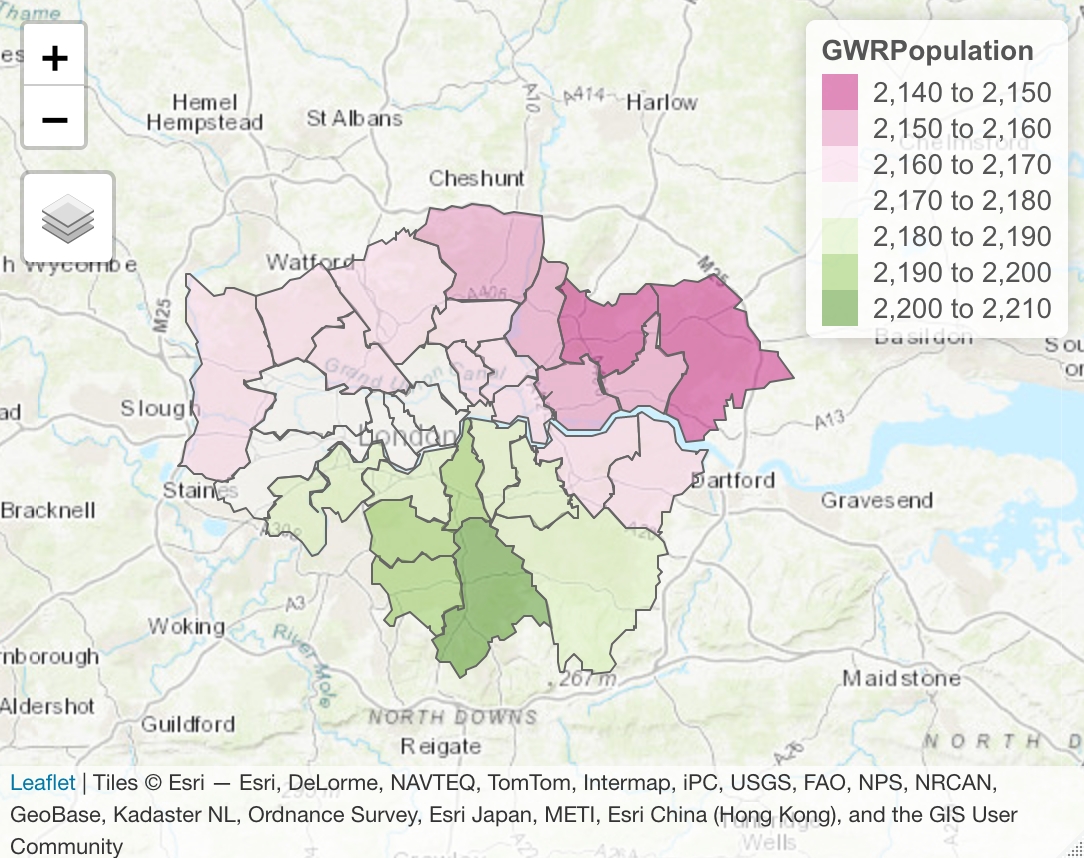 Thame
+
−
GWRPopulation
2,140 to 2,150
2,150 to 2,160
2,160 to 2,170
2,170 to 2,180
2,180 to 2,190
2,190 to 2,200
2,200 to 2,210
Hemel
Hempstead
St Albans
A10
A414
Harlow
Chelmsford
Cheshunt
h Wycombe
Watford
M25
M25
A406
Basildon
Grand Union Canal
Slough
London
A13
Staines
Dartford
Gravesend
Bracknell
A308
A20
A3
Woking
River Mole
rnborough
Aldershot
Guildford
267 m
Maidstone
NORTH DOWNS
Reigate
A26
NORTH D
Leaflet | Tiles © Esri — Esri, DeLorme, NAVTEQ, TomTom, Intermap, iPC, USGS, FAO, NPS, NRCAN,
GeoBase, Kadaster NL, Ordnance Survey, Esri Japan, METI, Esri China (Hong Kong), and the GIS User
Community
Wells